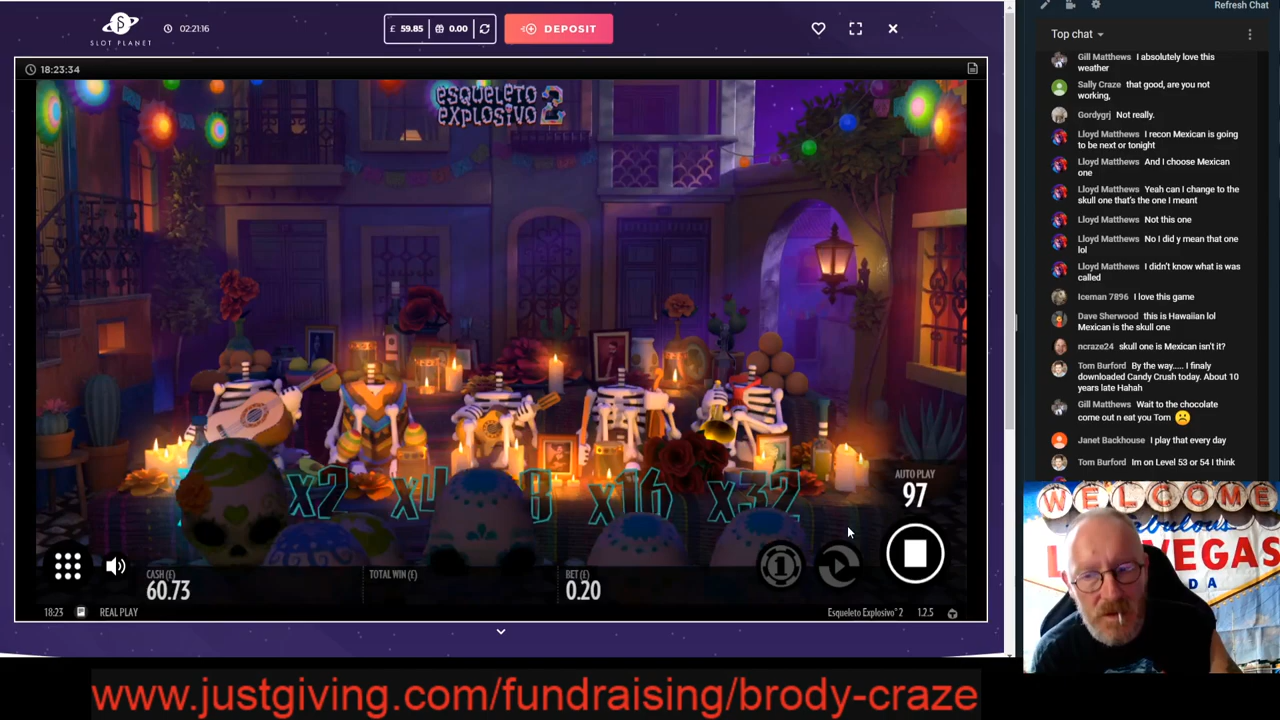 SLOT PLANET
02:21:16
£ 59.85
0.00
DEPOSIT
18:23:34
esqueleto
explosivo 2
x2
x4
8
x16
x32
AUTO PLAY
97
CASH (£)
60.73
TOTAL WIN (£)
BET (£)
0.20
18:23
REAL PLAY
Esqueleto Explosivo® 2
1.2.5
Refresh Chat
Top chat
Gill Matthews I absolutely love this
weather
Sally Craze that good, are you not
working,
Gordygrj Not really.
Lloyd Matthews I recon Mexican is going
to be next or tonight
Lloyd Matthews And I choose Mexican
one
Lloyd Matthews Yeah can I change to the
skull one that's the one I meant
Lloyd Matthews Not this one
Lloyd Matthews No I did y mean that one
lol
Lloyd Matthews I didn't know what is was
called
Iceman 7896 I love this game
Dave Sherwood this is Hawaiian lol
Mexican is the skull one
ncraze24 skull one is Mexican isn't it?
Tom Burford By the way..... I finaly
downloaded Candy Crush today. About 10
years late Hahah
Gill Matthews Wait to the chocolate
come out n eat you Tom
Janet Backhouse I play that every day
Tom Burford Im on Level 53 or 54 I think
WELCOME
fabulous
VEGAS
www.justgiving.com/fundraising/brody-craze